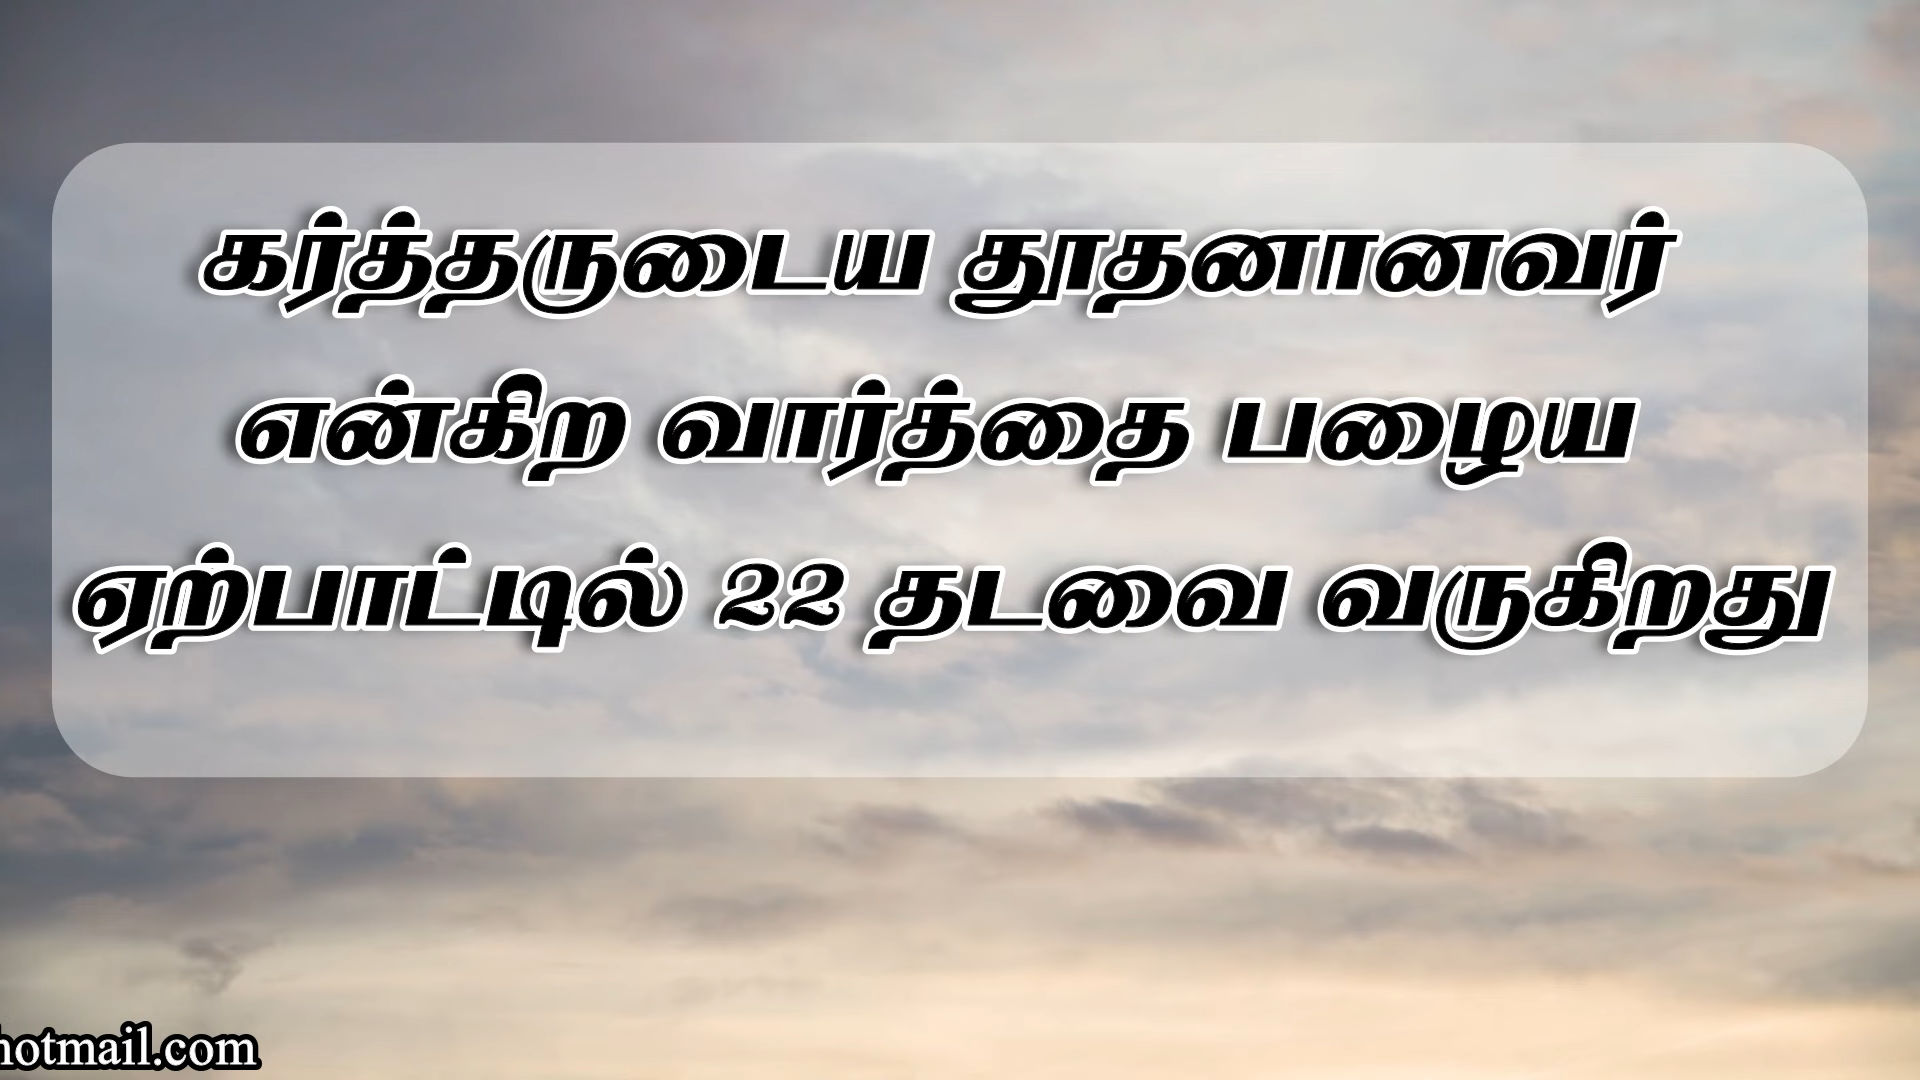 கர்த்தருடைய தூதனானவர்
என்கிற வார்த்தை பழைய
ஏற்பாட்டில் 22 தடவை வருகிறது
hotmail.com